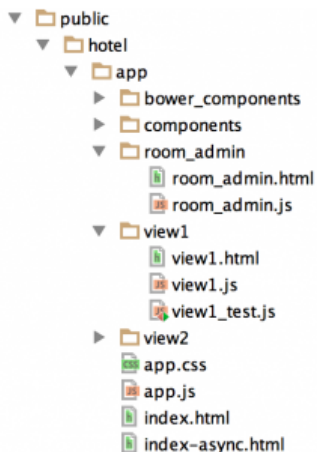 public
hotel
app
bower_components
components
room_admin
room_admin.html
room_admin.js
view1
view1.html
view1.js
view1_test.js
view2
app.css
app.js
index.html
index-async.html